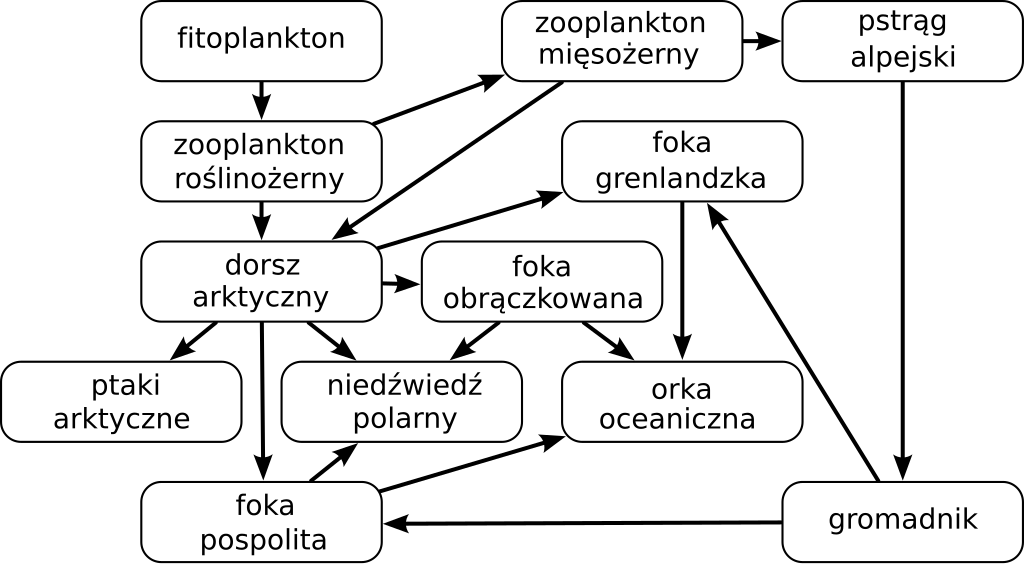 fitoplankton
zooplankton
mięsożerny
pstrąg
alpejski
zooplankton
roślinożerny
foka
grenlandzka
dorsz
arktyczny
foka
obrączkowana
ptaki
arktyczne
niedźwiedź
polarny
orka
oceaniczna
foka
pospolita
gromadnik